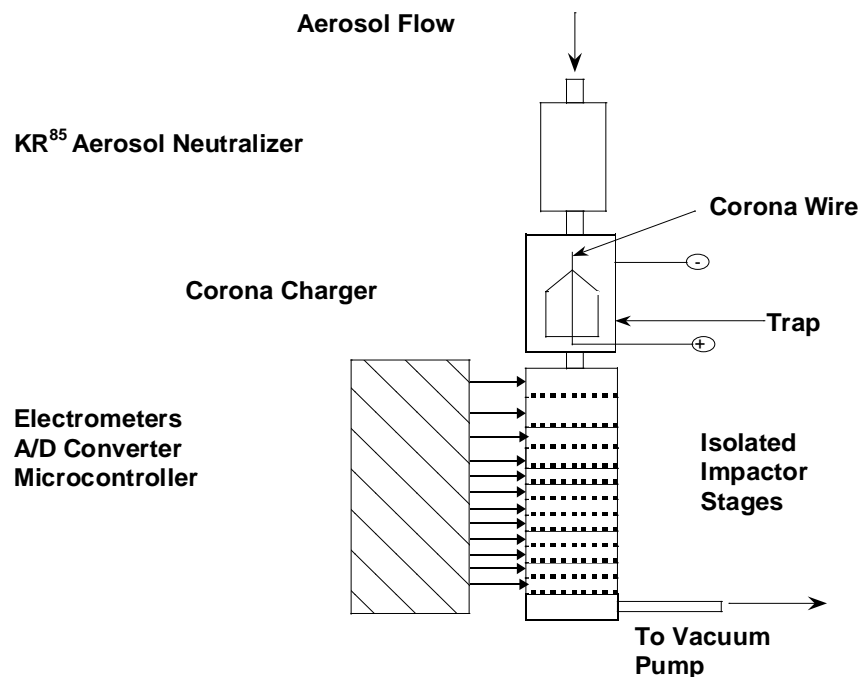 Aerosol Flow
KR85 Aerosol Neutralizer
Corona Wire
-
Corona Charger
Trap
+
Electrometers
A/D Converter
Microcontroller
Isolated
Impactor
Stages
To Vacuum
Pump